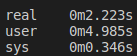 real    0m2.223s
user    0m4.985s
sys     0m0.346s